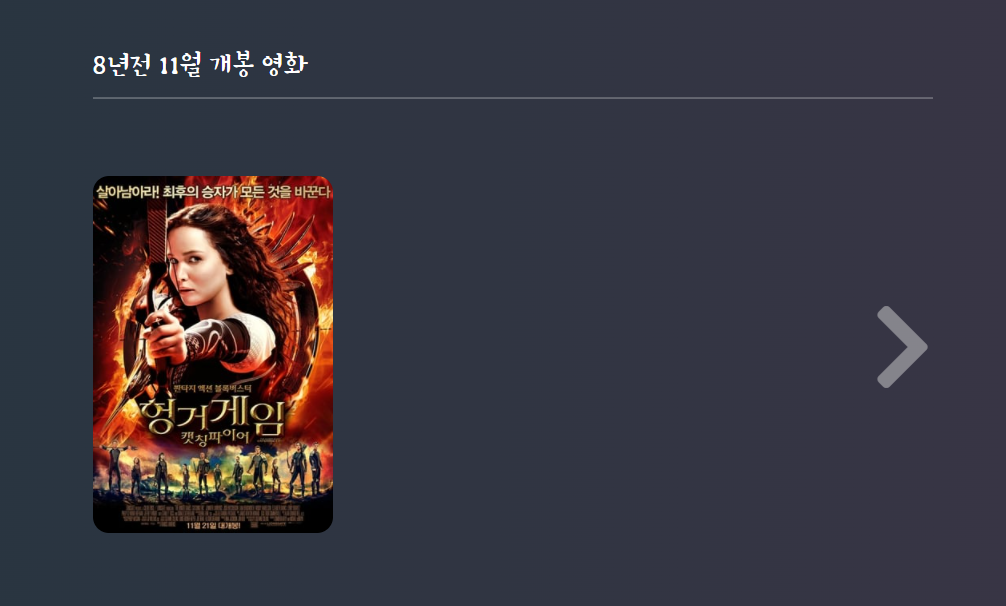 8년전 11월 개봉 영화
살아남아라! 최후의 승자가 모든 것을 바꾼다
판타지 액션 블록버스터
헝거게임
캣칭파이어
11월 21일 대개봉!